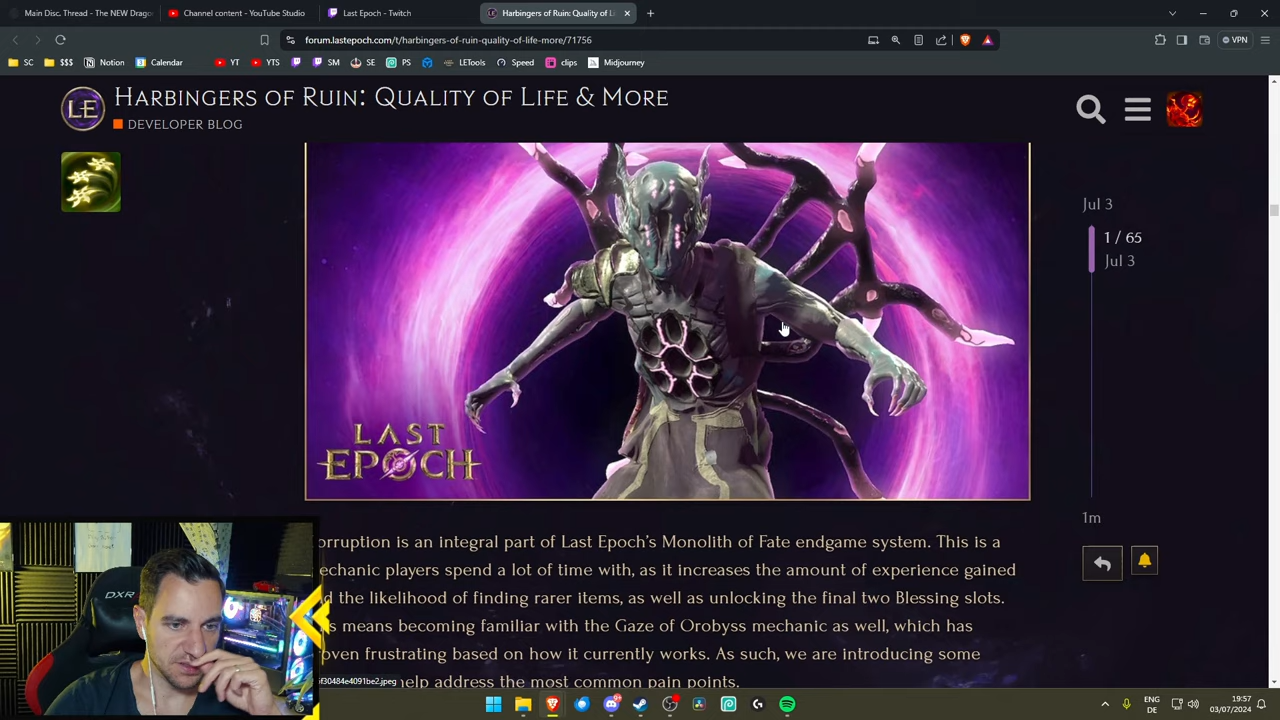 Main Disc. Thread - The NEW Drago
Channel content - YouTube Studio
Last Epoch - Twitch
Harbingers of Ruin: Quality of Li
forum.lastepoch.com/t/harbingers-of-ruin-quality-of-life-more/71756
VPN
SC
$$$
Notion
Calendar
YT
YTS
SM
SE
PS
LETools
Speed
clips
Midjourney
LE
Harbingers of Ruin: Quality of Life & More
DEVELOPER BLOG
Jul 3
1 / 65
Jul 3
1m
LAST
EPOCH
orruption is an integral part of Last Epoch's Monolith of Fate endgame system. This is a
echanic players spend a lot of time with, as it increases the amount of experience gained
d the likelihood of finding rarer items, as well as unlocking the final two Blessing slots.
s means becoming familiar with the Gaze of Orobyss mechanic as well, which has
oven frustrating based on how it currently works. As such, we are introducing some
help address the most common pain points.
f30484e4091be2.jpeg
DXR
ENG
DE
19:57
03/07/2024